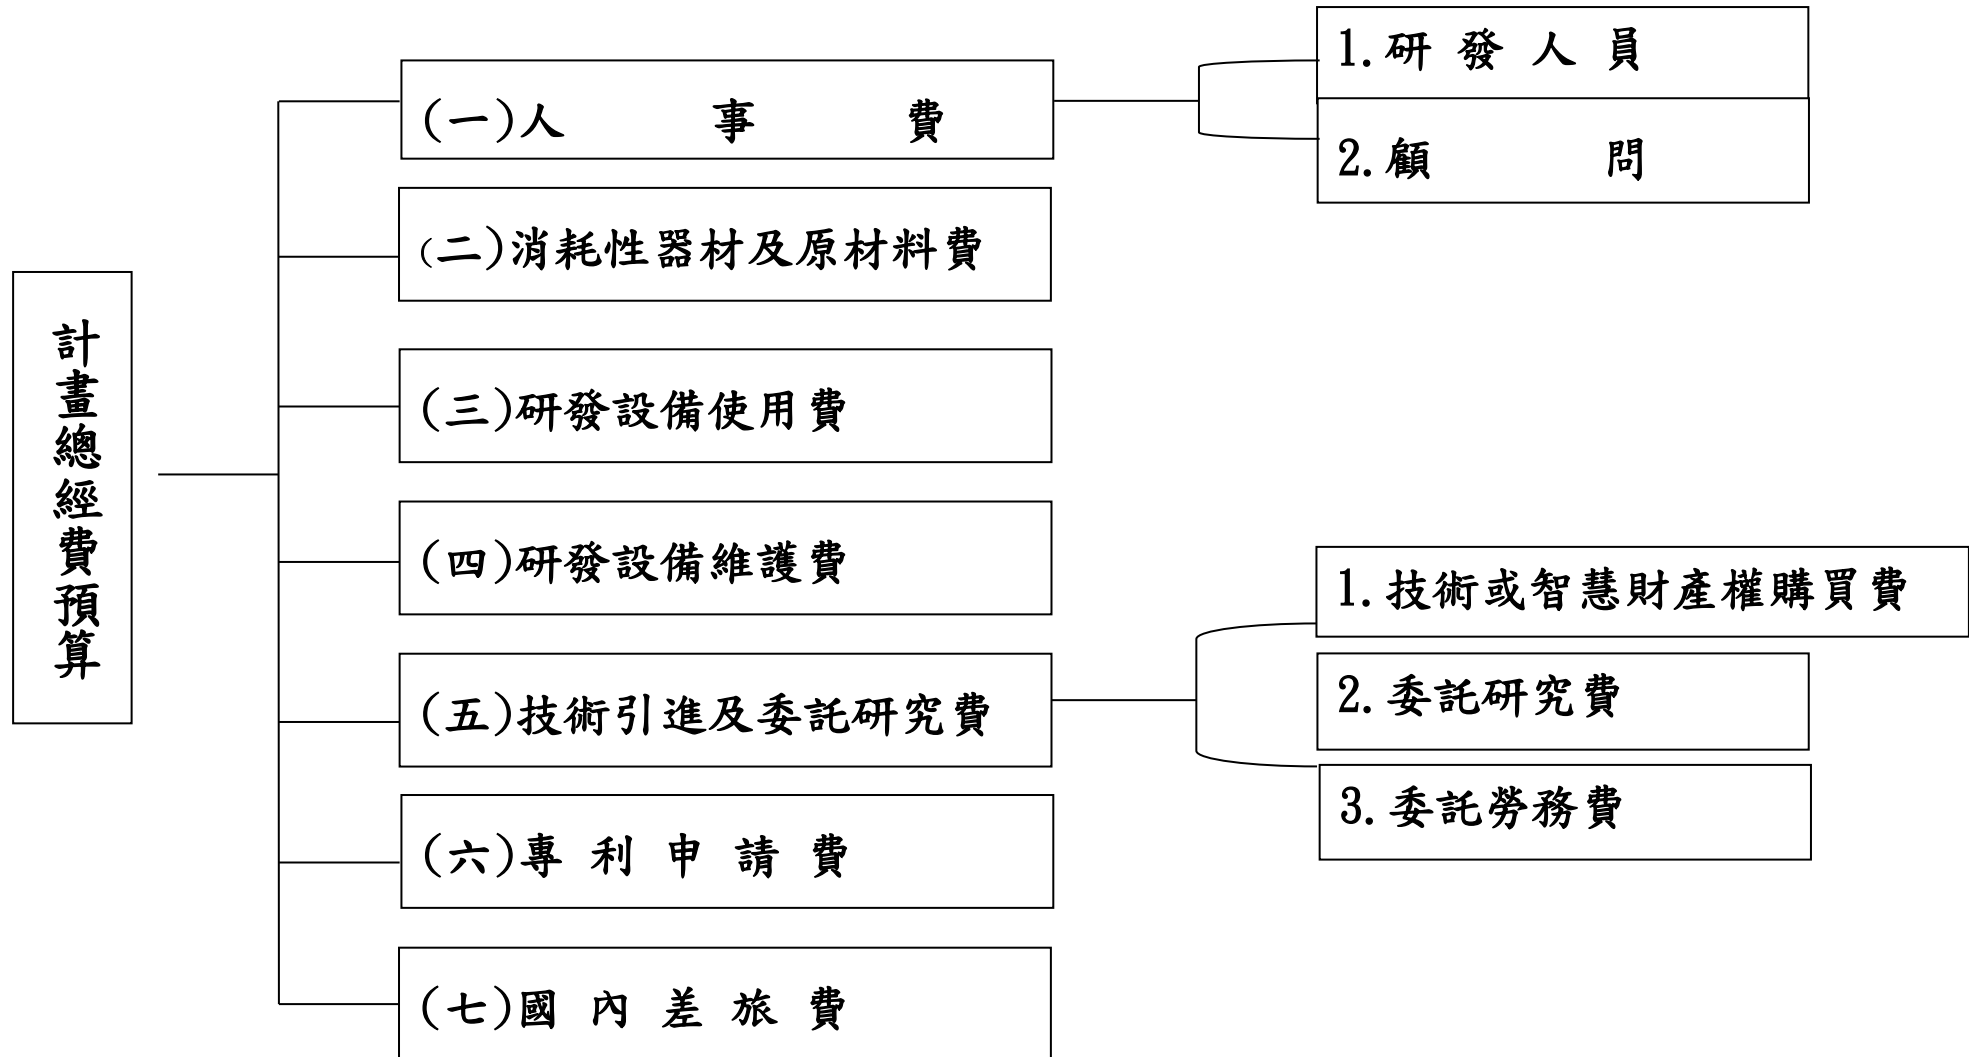 計畫總經費預算
(一)人 事 費
1.研 發 人 員
2.顧 問
(二)消耗性器材及原材料費
(三)研發設備使用費
(四)研發設備維護費
(五)技術引進及委託研究費
1.技術或智慧財產權購買費
2.委託研究費
3.委託勞務費
(六)專 利 申 請 費
(七)國 內 差 旅 費